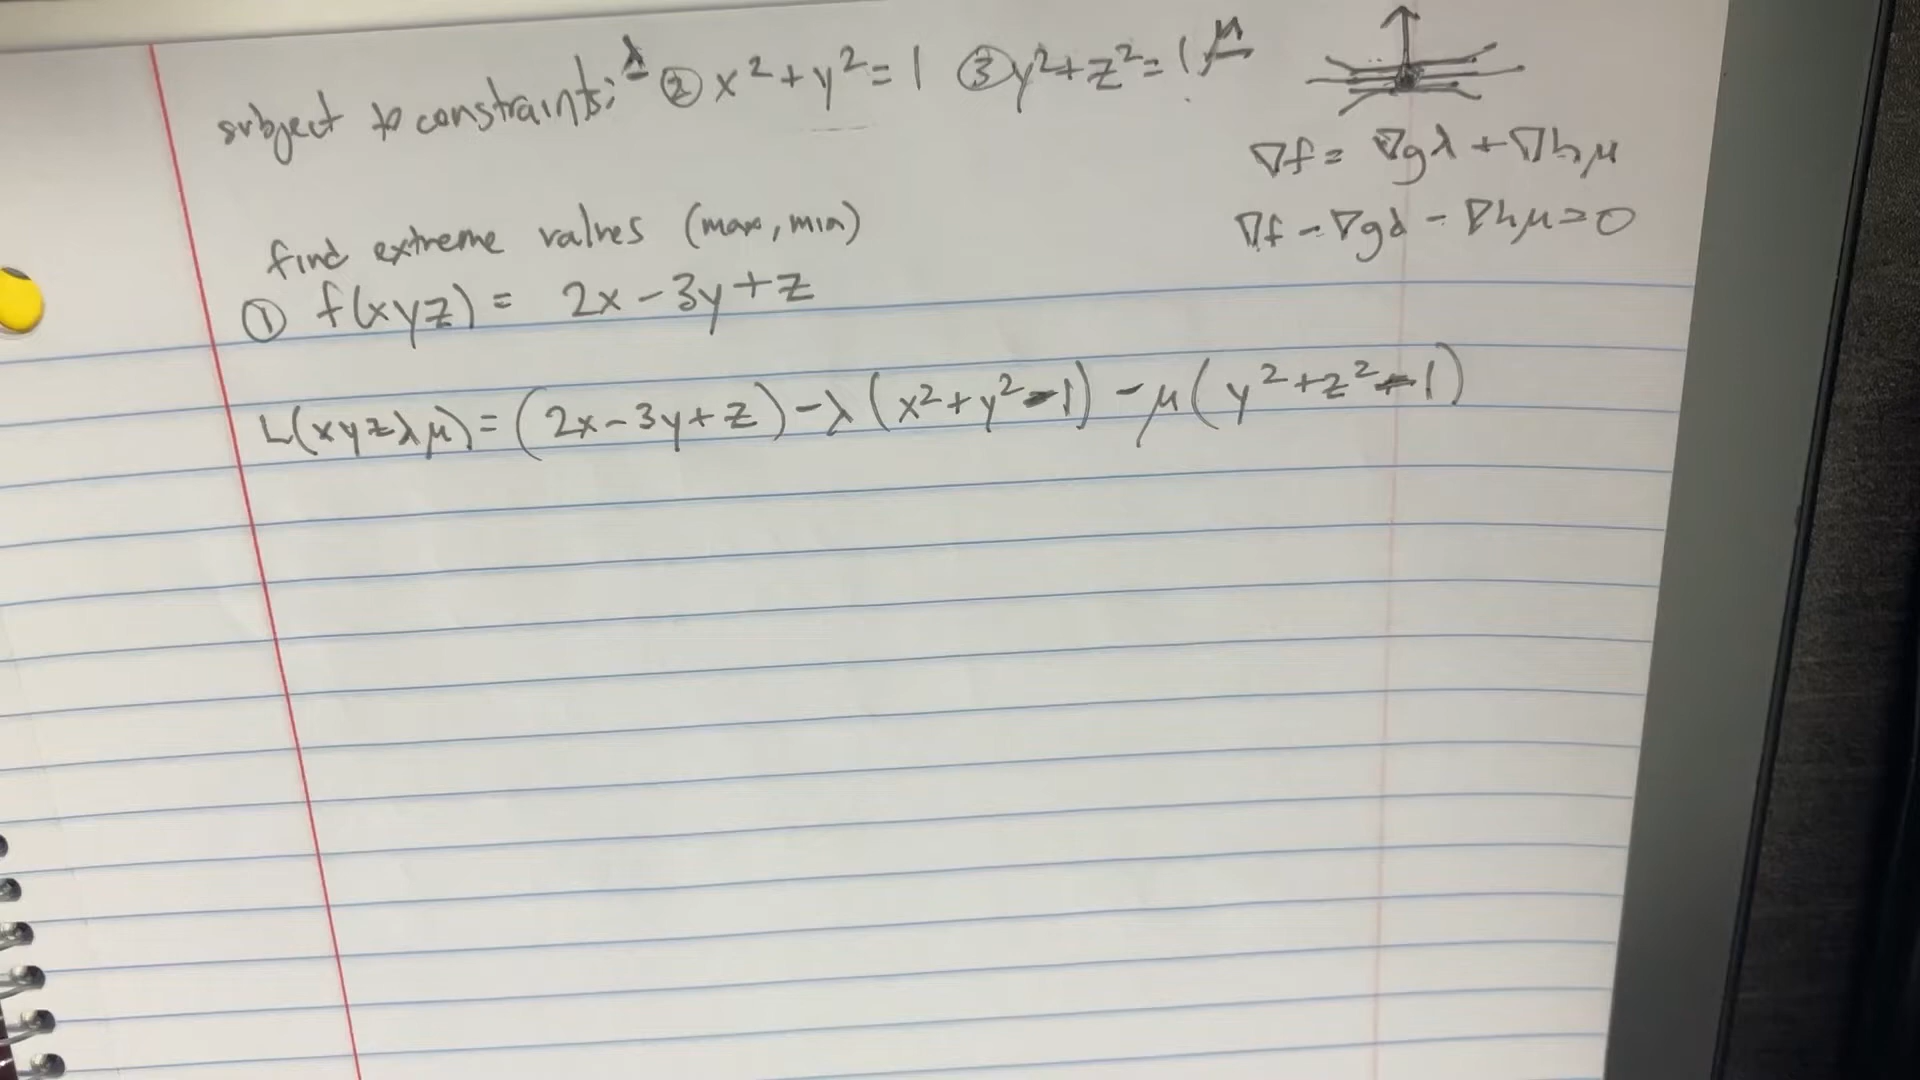 subject to constraints: λ ② x² + y² = 1 ③ y² + z² = 1 μ
∇f = ∇gλ + ∇hμ
∇f - ∇gλ - ∇hμ = 0
find extreme values (max, min)
① f(xyz) = 2x - 3y + z
L(xyzλμ) = (2x - 3y + z) - λ(x² + y² - 1) - μ(y² + z² - 1)